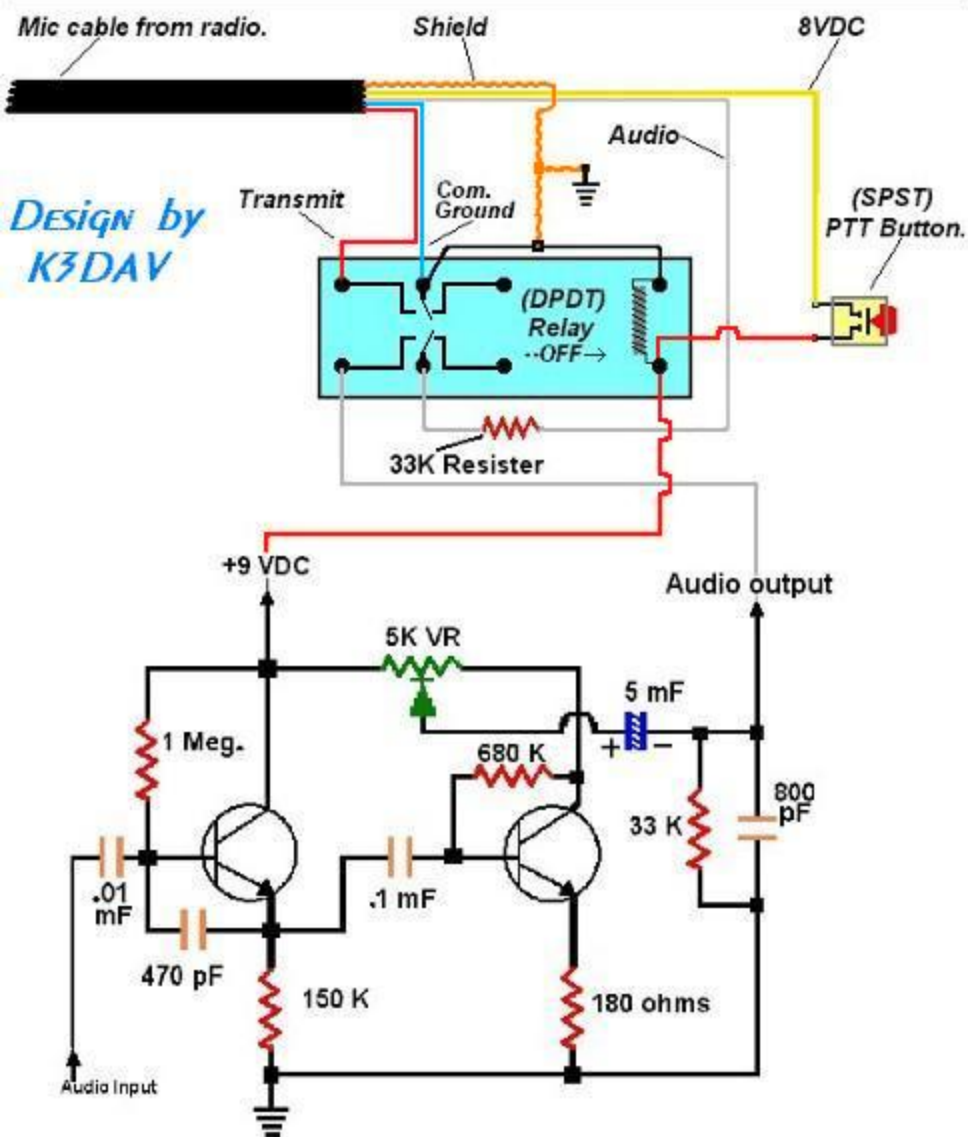 Mic cable from radio.
Shield
8VDC
Audio
Design by
K3DAV
Transmit
Com.
Ground
(SPST)
PTT Button.
(DPDT)
Relay
--OFF→
33K Resister
+9 VDC
Audio output
5K VR
5 mF
+
−
1 Meg.
680 K
33 K
800
pF
.01
mF
.1 mF
470 pF
150 K
180 ohms
Audio Input